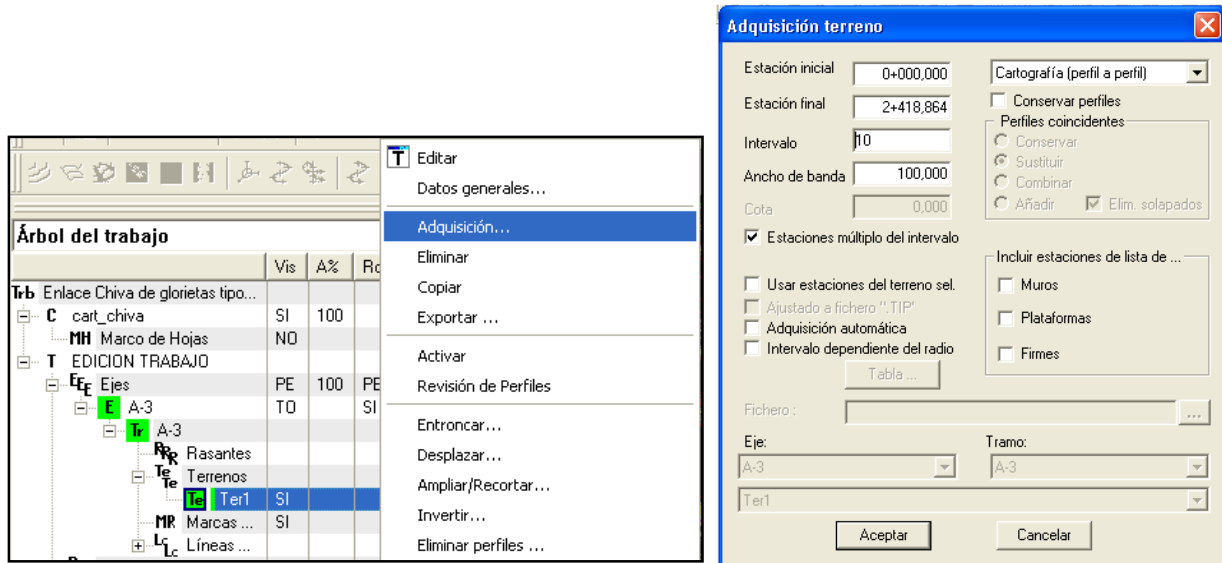 Árbol del trabajo
Vis A% Ro
Trb Enlace Chiva de glorietas tipo...
C cart_chiva SI 100
MH Marco de Hojas NO
T EDICION TRABAJO
EEE Ejes PE 100 PE
E A-3 TO SI
Tr A-3
RRR Rasantes
TeTe Terrenos
Te Ter1 SI
MR Marcas ... SI
LcLc Líneas ...
T Editar
Datos generales...
Adquisición...
Eliminar
Copiar
Exportar ...
Activar
Revisión de Perfiles
Entroncar...
Desplazar...
Ampliar/Recortar...
Invertir...
Eliminar perfiles ...
Adquisición terreno
Estación inicial 0+000,000
Estación final 2+418,864
Intervalo 10
Ancho de banda 100,000
Cota 0,000
Estaciones múltiplo del intervalo
Usar estaciones del terreno sel.
Ajustado a fichero ".TIP"
Adquisición automática
Intervalo dependiente del radio
Tabla ...
Cartografía (perfil a perfil)
Conservar perfiles
Perfiles coincidentes
Conservar
Sustituir
Combinar
Añadir Elim. solapados
Incluir estaciones de lista de ...
Muros
Plataformas
Firmes
Fichero : ...
Eje: Tramo:
A-3 A-3
Ter1
Aceptar Cancelar